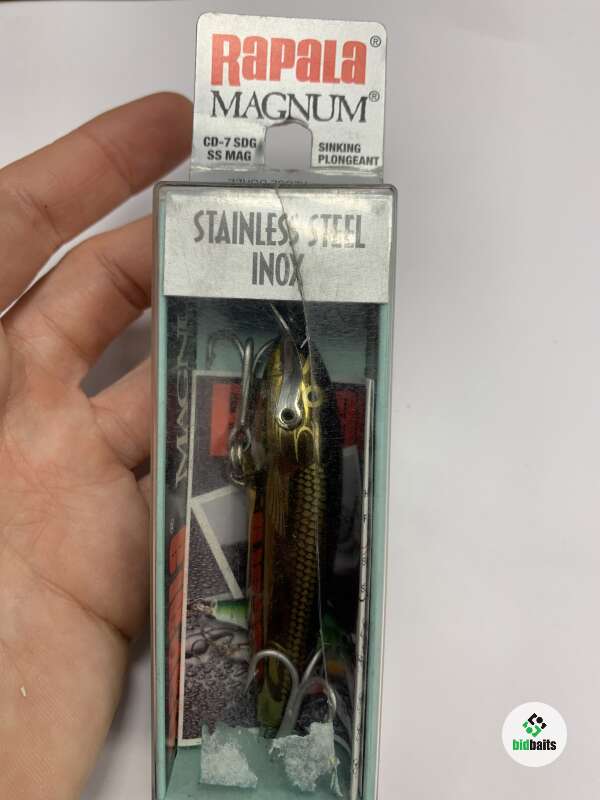 RAPALA®
MAGNUM®
CD-7 SDG
SS MAG
SINKING
PLONGEANT
STAINLESS STEEL
INOX
bidbaits